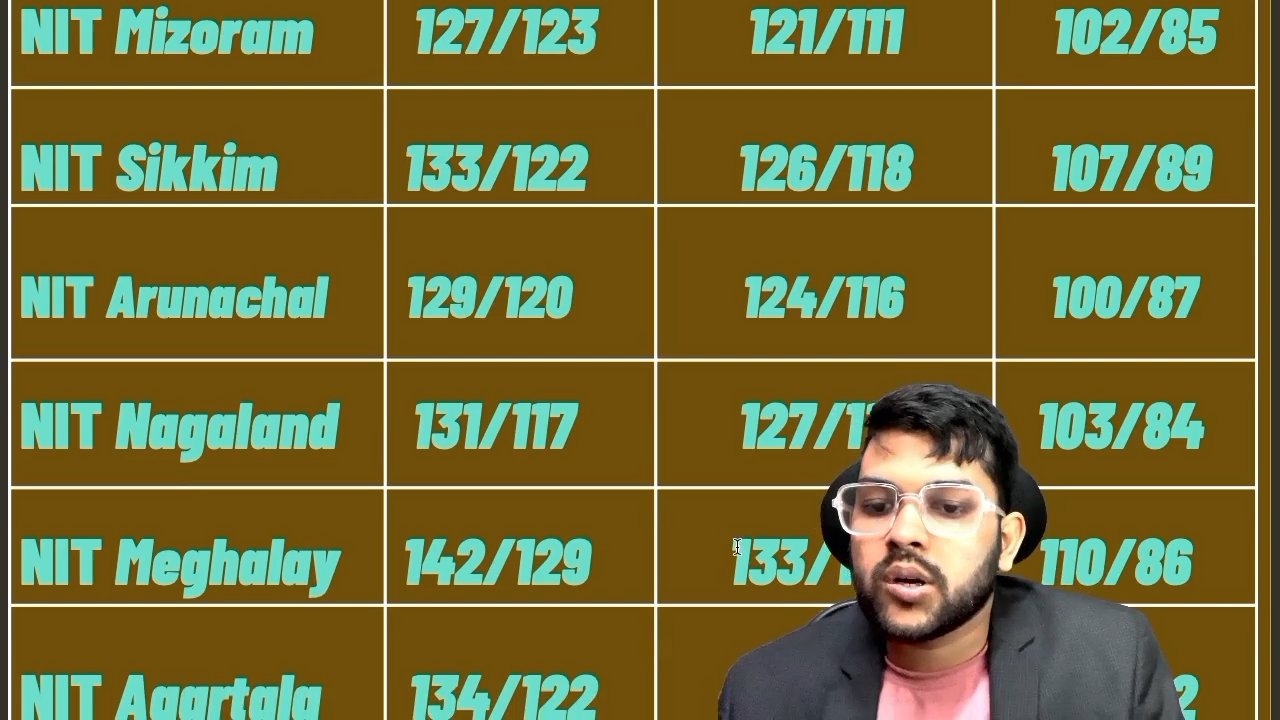 NIT Mizoram 127/123 121/111 102/85
NIT Sikkim 133/122 126/118 107/89
NIT Arunachal 129/120 124/116 100/87
NIT Nagaland 131/117 103/84
NIT Meghalay 142/129 110/86
NIT Agartala 134/122